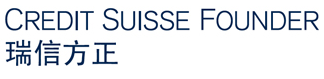 CREDIT SUISSE FOUNDER
瑞信方正